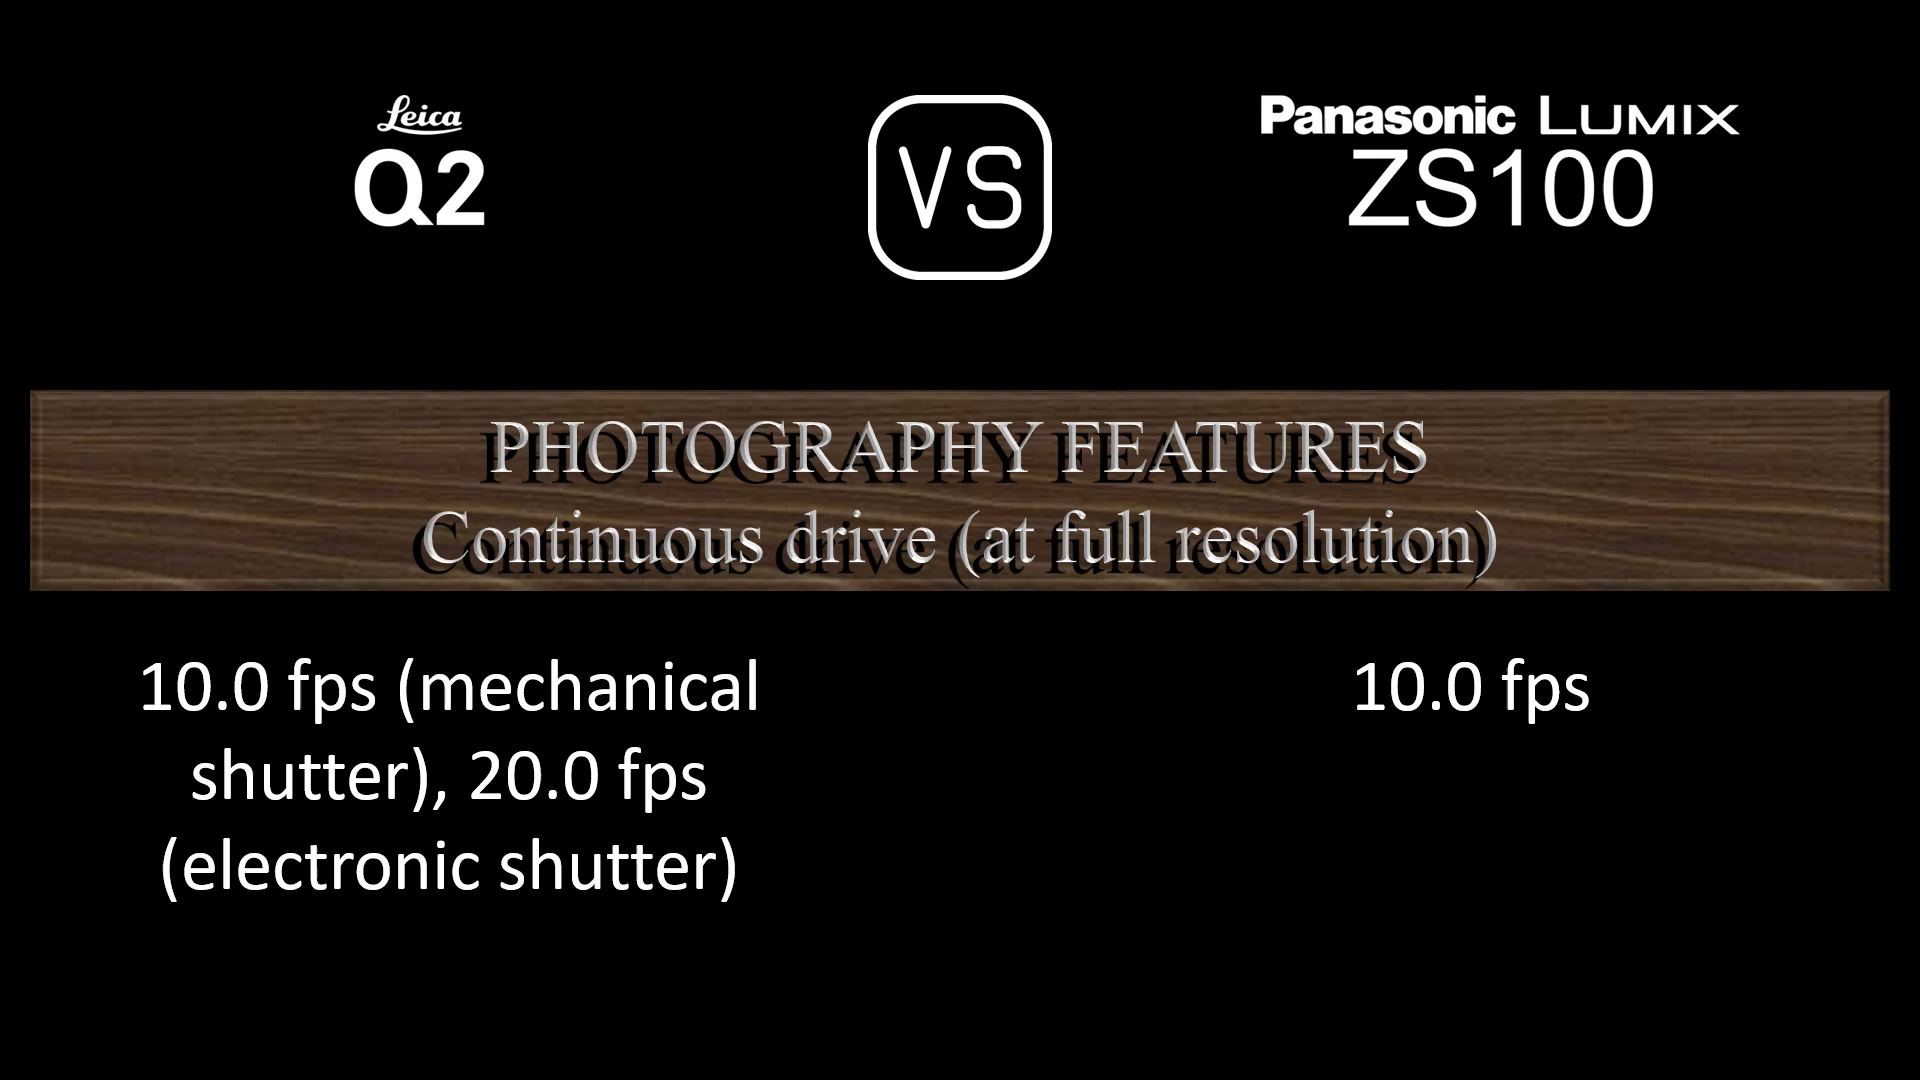 Leica
Q2
VS
Panasonic LUMIX
ZS100
PHOTOGRAPHY FEATURES
Continuous drive (at full resolution)
10.0 fps (mechanical
shutter), 20.0 fps
(electronic shutter)
10.0 fps